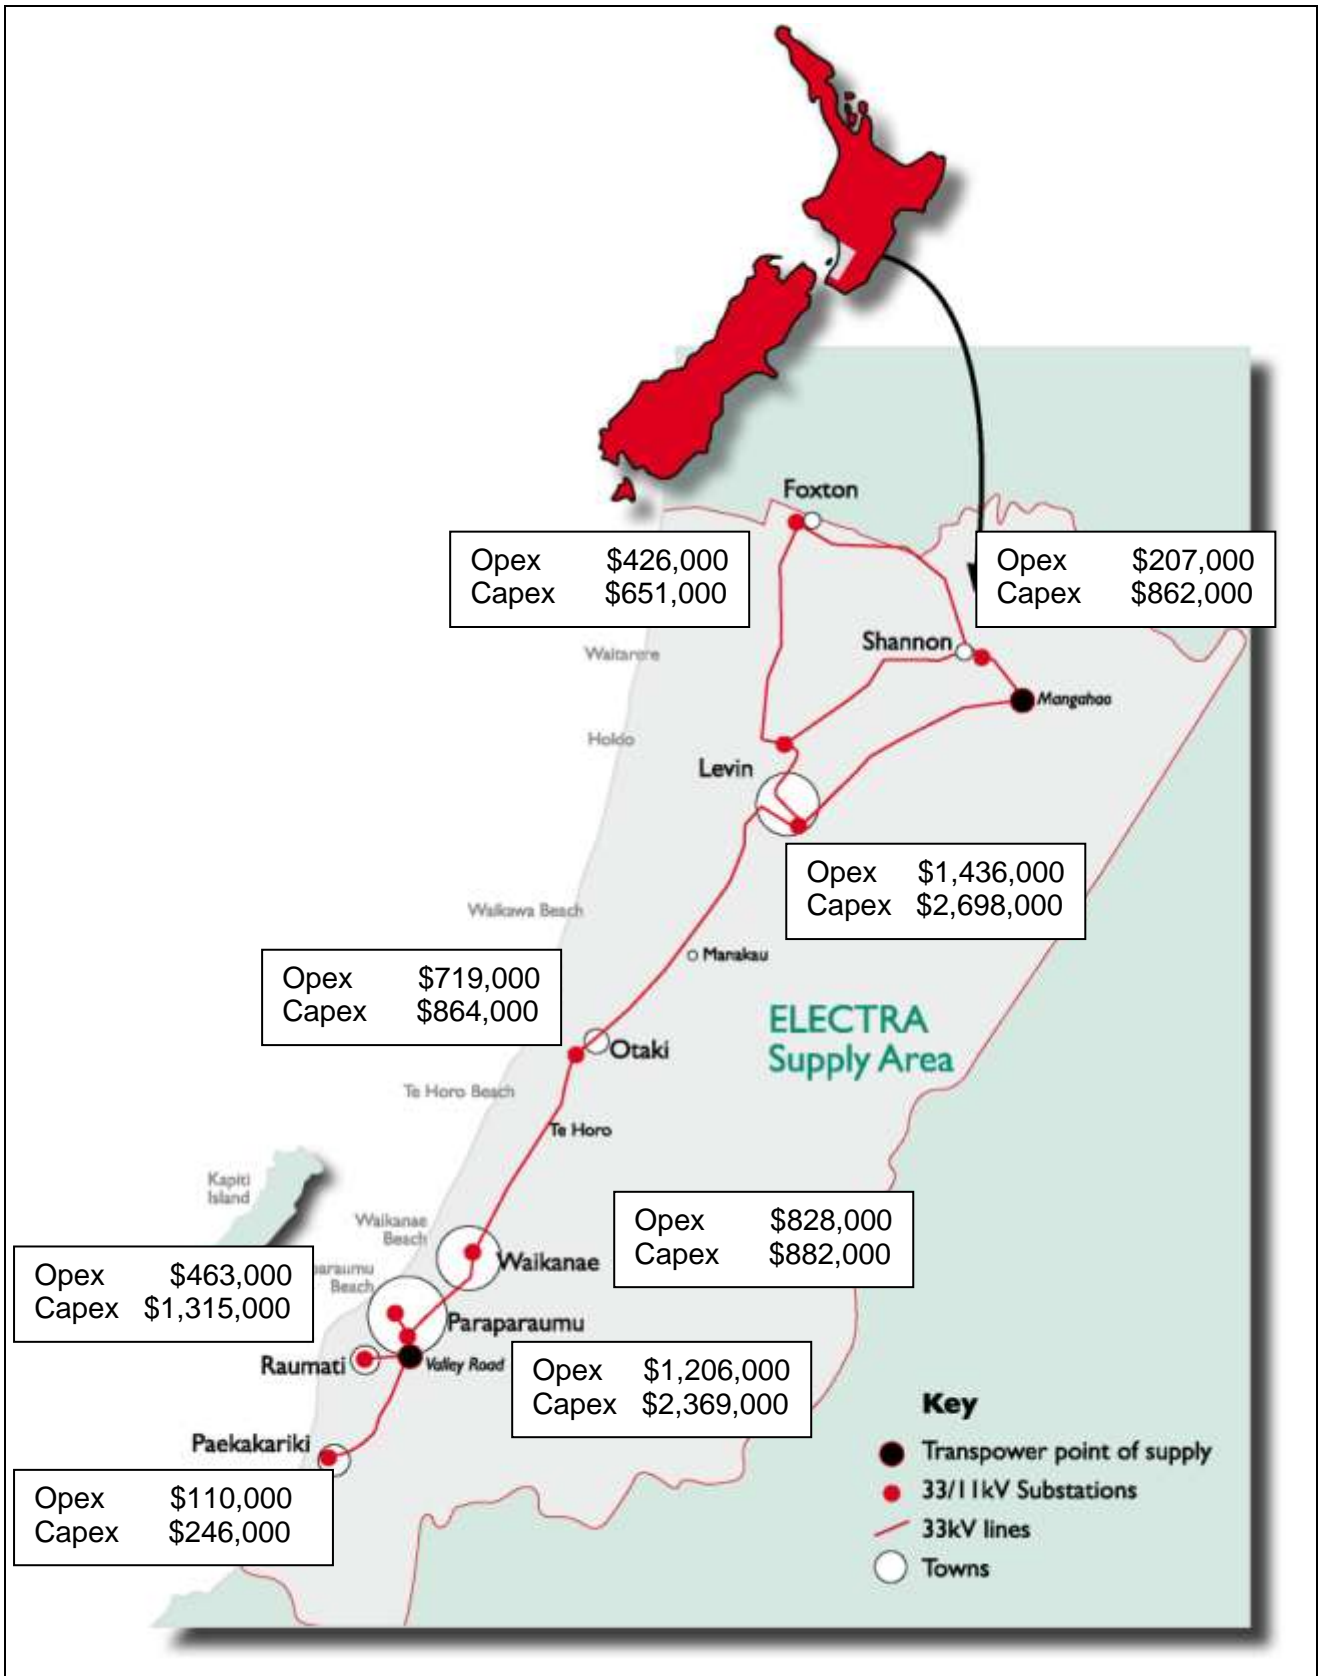 Foxton
Opex $426,000
Capex $651,000
Opex $207,000
Capex $862,000
Waitarere
Shannon
Mangahao
Hokio
Levin
Opex $1,436,000
Capex $2,698,000
Waikawa Beach
Manakau
Opex $719,000
Capex $864,000
ELECTRA
Supply Area
Otaki
Te Horo Beach
Te Horo
Kapiti
Island
Waikanae
Beach
Opex $828,000
Capex $882,000
Waikanae
Opex $463,000
Capex $1,315,000
araumu
Beach
Paraparaumu
Raumati
Valley Road
Opex $1,206,000
Capex $2,369,000
Paekakariki
Opex $110,000
Capex $246,000
Key
Transpower point of supply
33/11kV Substations
33kV lines
Towns